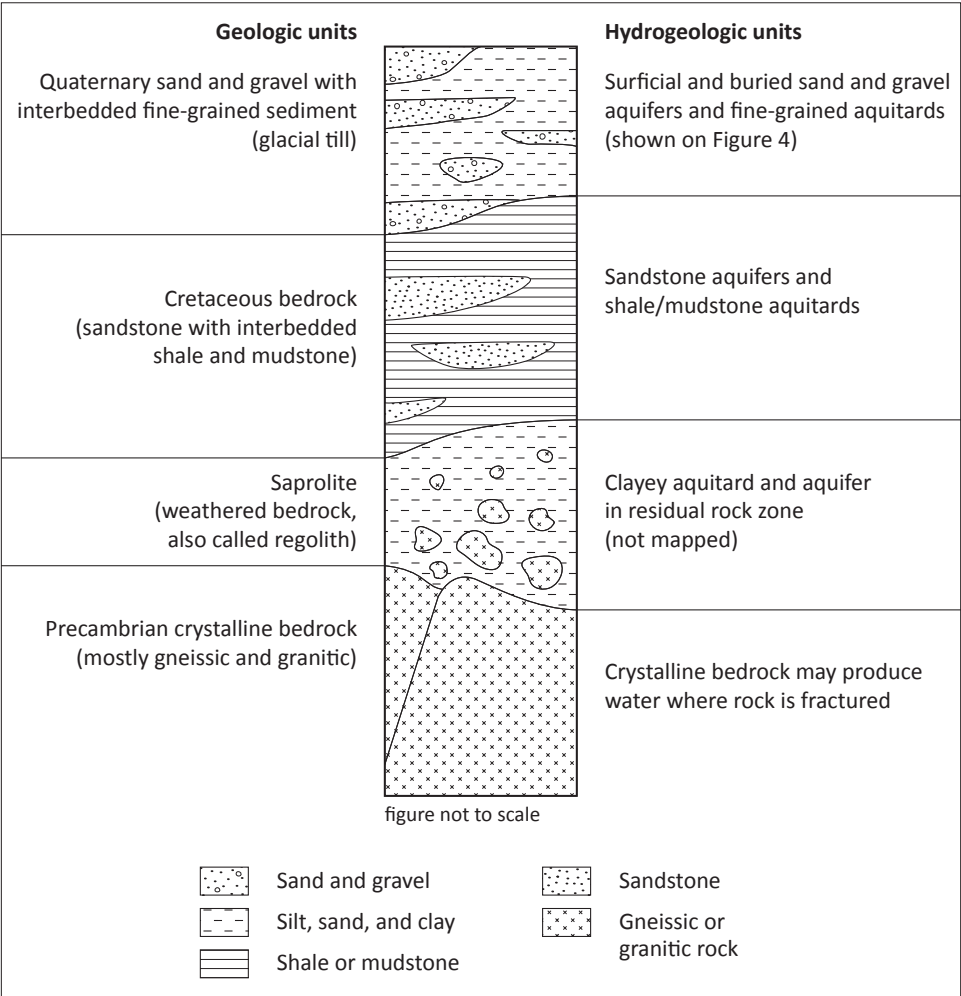 Geologic units
Hydrogeologic units
Quaternary sand and gravel with
interbedded fine-grained sediment
(glacial till)
Surficial and buried sand and gravel
aquifers and fine-grained aquitards
(shown on Figure 4)
Cretaceous bedrock
(sandstone with interbedded
shale and mudstone)
Sandstone aquifers and
shale/mudstone aquitards
Saprolite
(weathered bedrock,
also called regolith)
Clayey aquitard and aquifer
in residual rock zone
(not mapped)
Precambrian crystalline bedrock
(mostly gneissic and granitic)
Crystalline bedrock may produce
water where rock is fractured
figure not to scale
Sand and gravel
Silt, sand, and clay
Shale or mudstone
Sandstone
Gneissic or
granitic rock